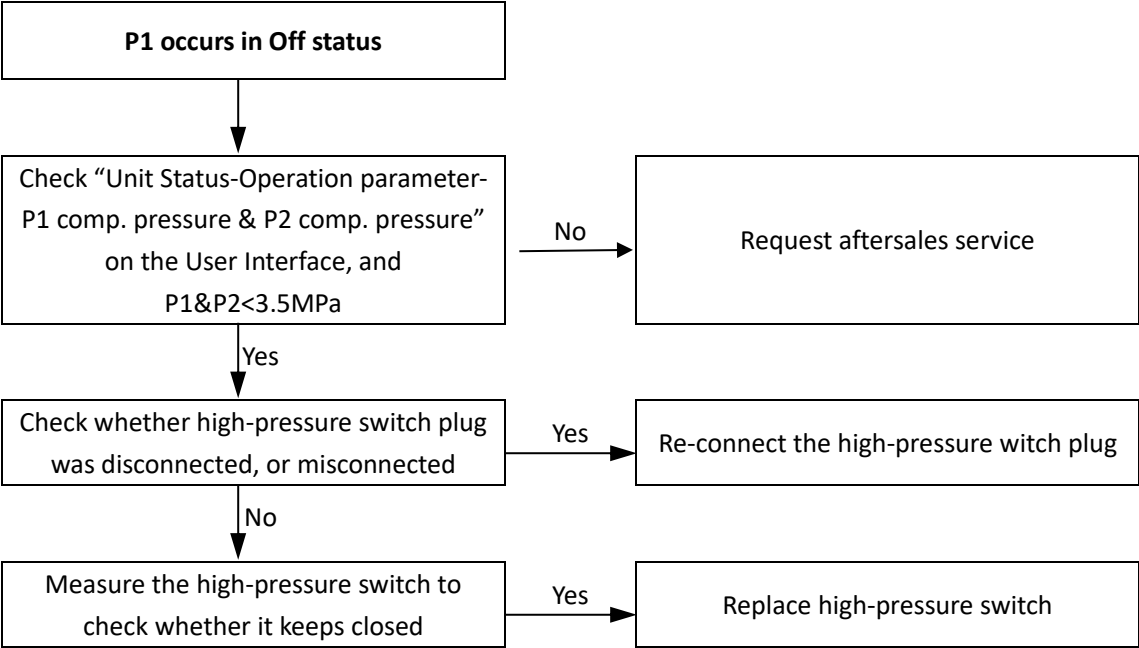 P1 occurs in Off status
Check “Unit Status-Operation parameter-
P1 comp. pressure & P2 comp. pressure”
on the User Interface, and
P1&P2<3.5MPa
No
Request aftersales service
Yes
Check whether high-pressure switch plug
was disconnected, or misconnected
Yes
Re-connect the high-pressure witch plug
No
Measure the high-pressure switch to
check whether it keeps closed
Yes
Replace high-pressure switch